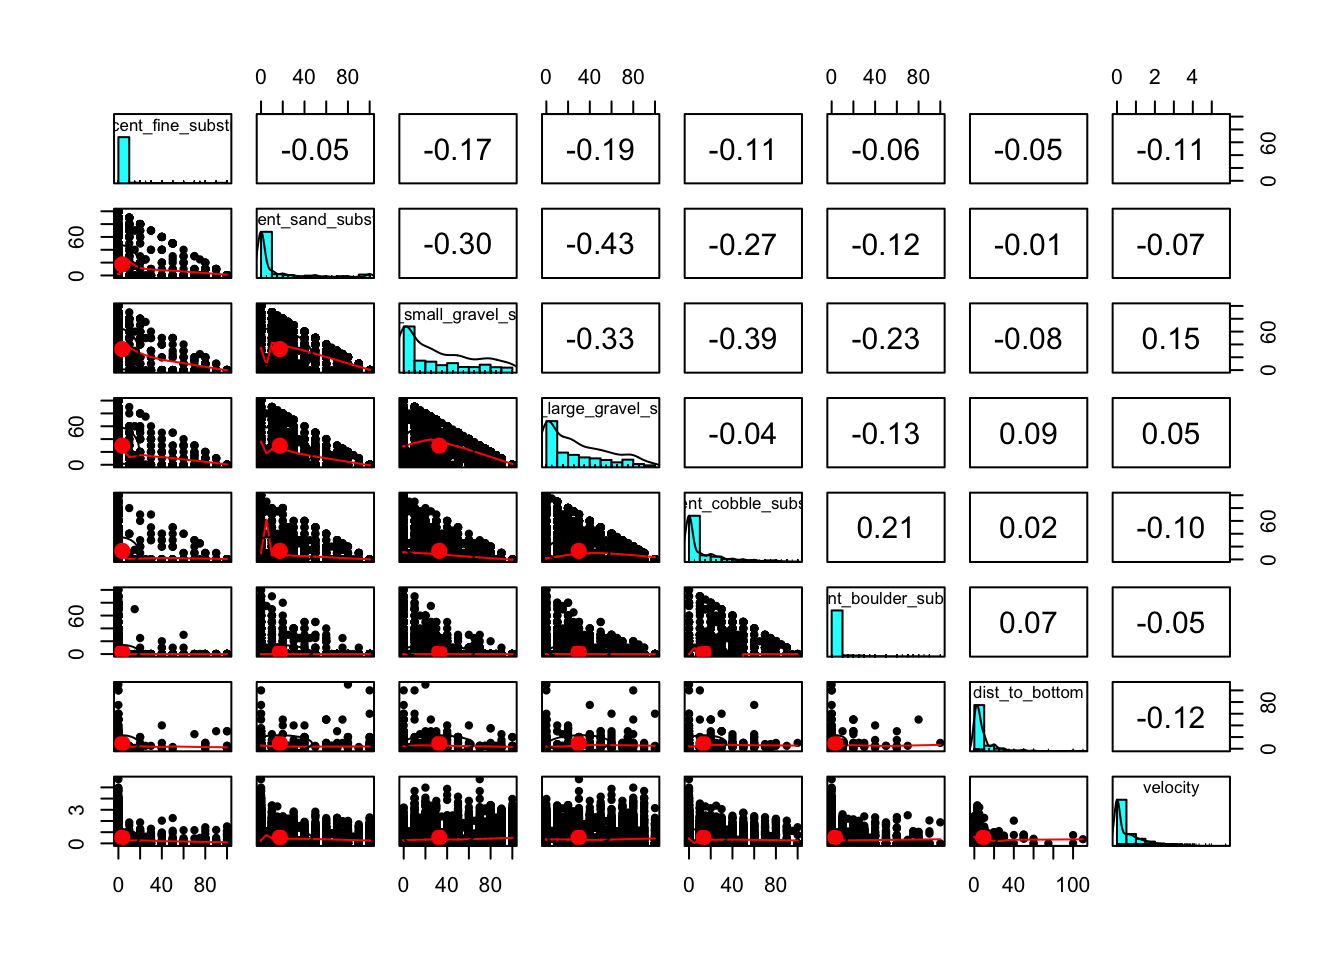 0 40 80 0 40 80 0 40 80 0 2 4
cent_fine_subst -0.05 -0.17 -0.19 -0.11 -0.06 -0.05 -0.11 0 60
0 60 ent_sand_subst -0.30 -0.43 -0.27 -0.12 -0.01 -0.07
_small_gravel_s -0.33 -0.39 -0.23 -0.08 0.15 0 60
0 60 _large_gravel_s -0.04 -0.13 0.09 0.05
ent_cobble_subs 0.21 0.02 -0.10 0 60
0 60 nt_boulder_sub 0.07 -0.05
dist_to_bottom -0.12 0 80
0 3 velocity
0 40 80 0 40 80 0 40 80 0 40 100